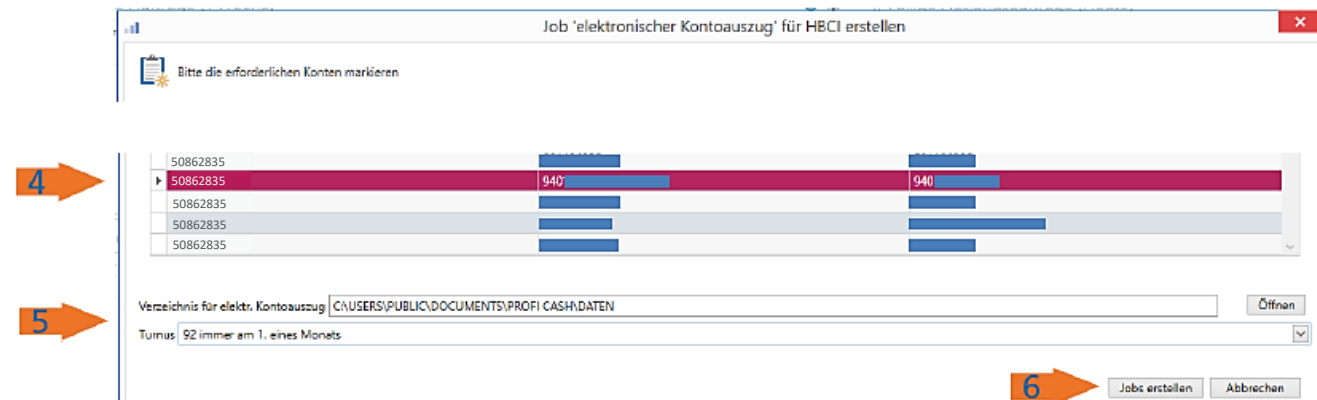 Job 'elektronischer Kontoauszug' für HBCI erstellen
Bitte die erforderlichen Konten markieren
50862835
4
50862835 940 940
50862835
50862835
50862835
5
Verzeichnis für elektr. Kontoauszug C:\USERS\PUBLIC\DOCUMENTS\PROFI CASH\DATEN Öffnen
Turnus 92 immer am 1. eines Monats
6
Jobs erstellen Abbrechen